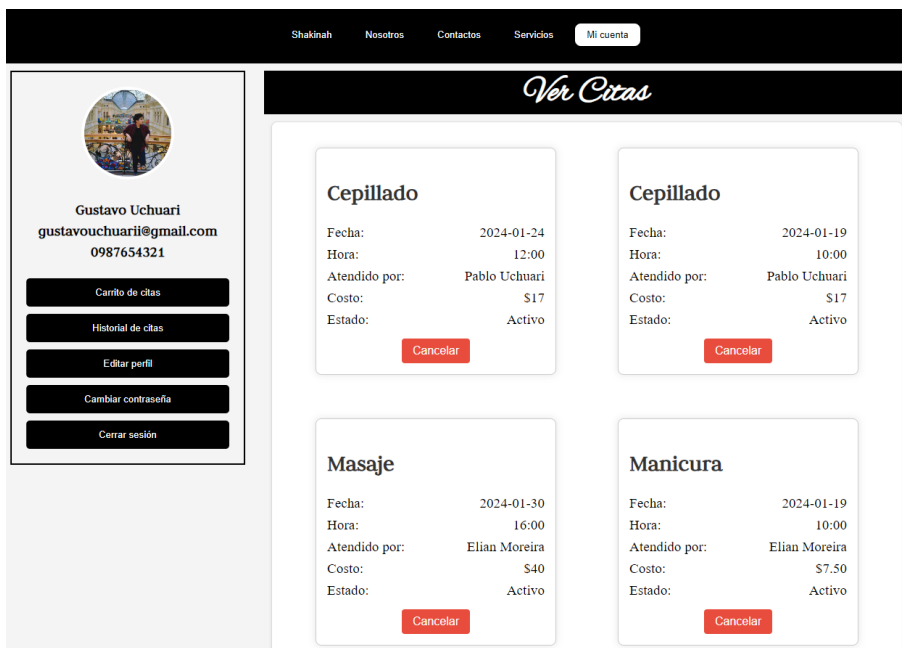 Shakinah Nosotros Contactos Servicios Mi cuenta
Gustavo Uchuari
gustavouchuarii@gmail.com
0987654321
Carrito de citas
Historial de citas
Editar perfil
Cambiar contraseña
Cerrar sesión
Ver Citas
Cepillado
Fecha: 2024-01-24
Hora: 12:00
Atendido por: Pablo Uchuari
Costo: $17
Estado: Activo
Cancelar
Cepillado
Fecha: 2024-01-19
Hora: 10:00
Atendido por: Pablo Uchuari
Costo: $17
Estado: Activo
Cancelar
Masaje
Fecha: 2024-01-30
Hora: 16:00
Atendido por: Elian Moreira
Costo: $40
Estado: Activo
Cancelar
Manicura
Fecha: 2024-01-19
Hora: 10:00
Atendido por: Elian Moreira
Costo: $7.50
Estado: Activo
Cancelar